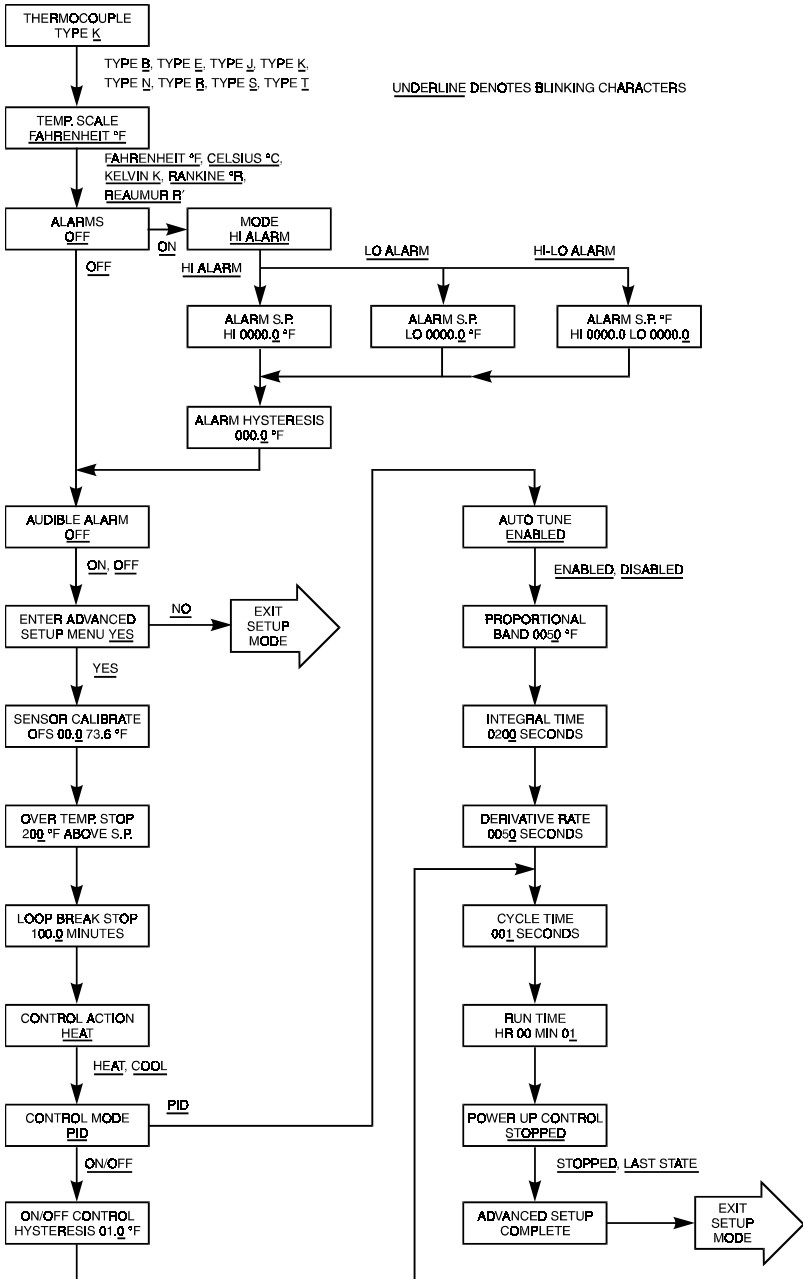 THERMOCOUPLE
TYPE K
TYPE B, TYPE E, TYPE J, TYPE K,
TYPE N, TYPE R, TYPE S, TYPE T
UNDERLINE DENOTES BLINKING CHARACTERS
TEMP. SCALE
FAHRENHEIT °F
FAHRENHEIT °F, CELSIUS °C,
KELVIN K, RANKINE °R,
REAUMUR R'
ALARMS
OFF
ON
OFF
MODE
HI ALARM
HI ALARM
LO ALARM
HI-LO ALARM
ALARM S.P.
HI 0000.0 °F
ALARM S.P.
LO 0000.0 °F
ALARM S.P. °F
HI 0000.0 LO 0000.0
ALARM HYSTERESIS
000.0 °F
AUDIBLE ALARM
OFF
ON, OFF
ENTER ADVANCED
SETUP MENU YES
NO
EXIT
SETUP
MODE
YES
SENSOR CALIBRATE
OFS 00.0 73.6 °F
OVER TEMP. STOP
200 °F ABOVE S.P.
LOOP BREAK STOP
100.0 MINUTES
CONTROL ACTION
HEAT
HEAT, COOL
CONTROL MODE
PID
PID
ON/OFF
ON/OFF CONTROL
HYSTERESIS 01.0 °F
AUTO TUNE
ENABLED
ENABLED, DISABLED
PROPORTIONAL
BAND 0050 °F
INTEGRAL TIME
0200 SECONDS
DERIVATIVE RATE
0050 SECONDS
CYCLE TIME
001 SECONDS
RUN TIME
HR 00 MIN 01
POWER UP CONTROL
STOPPED
STOPPED, LAST STATE
ADVANCED SETUP
COMPLETE
EXIT
SETUP
MODE